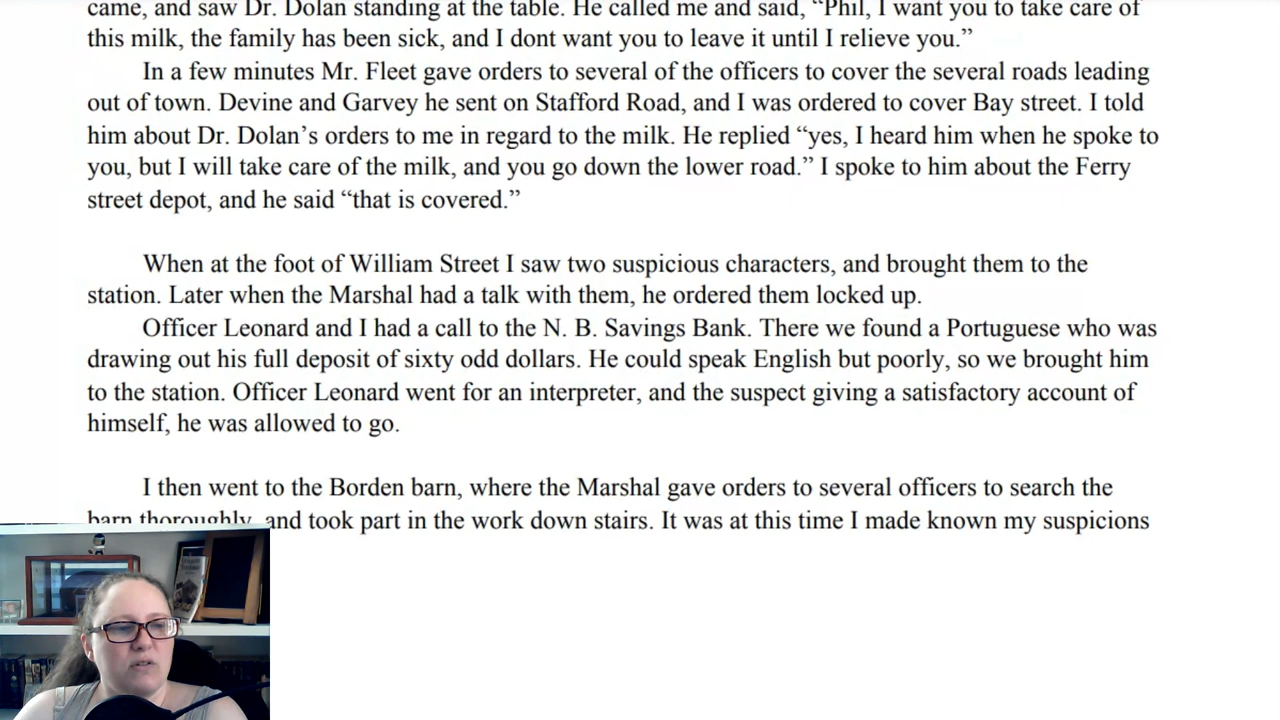 came, and saw Dr. Dolan standing at the table. He called me and said, “Phil, I want you to take care of
this milk, the family has been sick, and I dont want you to leave it until I relieve you.”
In a few minutes Mr. Fleet gave orders to several of the officers to cover the several roads leading
out of town. Devine and Garvey he sent on Stafford Road, and I was ordered to cover Bay street. I told
him about Dr. Dolan’s orders to me in regard to the milk. He replied “yes, I heard him when he spoke to
you, but I will take care of the milk, and you go down the lower road.” I spoke to him about the Ferry
street depot, and he said “that is covered.”
When at the foot of William Street I saw two suspicious characters, and brought them to the
station. Later when the Marshal had a talk with them, he ordered them locked up.
Officer Leonard and I had a call to the N. B. Savings Bank. There we found a Portuguese who was
drawing out his full deposit of sixty odd dollars. He could speak English but poorly, so we brought him
to the station. Officer Leonard went for an interpreter, and the suspect giving a satisfactory account of
himself, he was allowed to go.
I then went to the Borden barn, where the Marshal gave orders to several officers to search the
barn thoroughly, and took part in the work down stairs. It was at this time I made known my suspicions